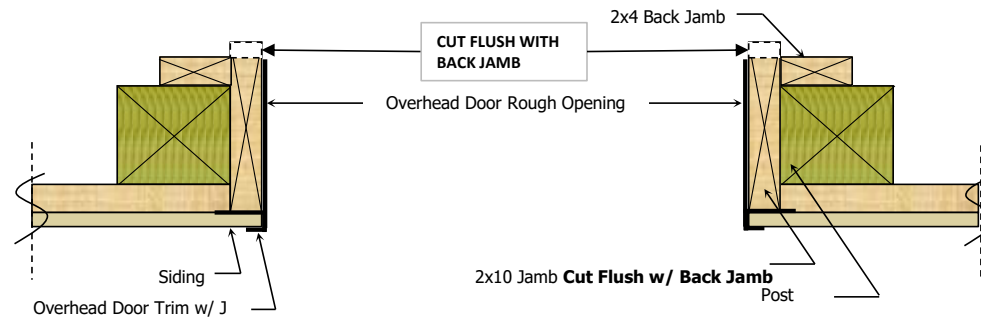 2x4 Back Jamb
CUT FLUSH WITH
BACK JAMB
Overhead Door Rough Opening
Siding
2x10 Jamb Cut Flush w/ Back Jamb
Post
Overhead Door Trim w/ J